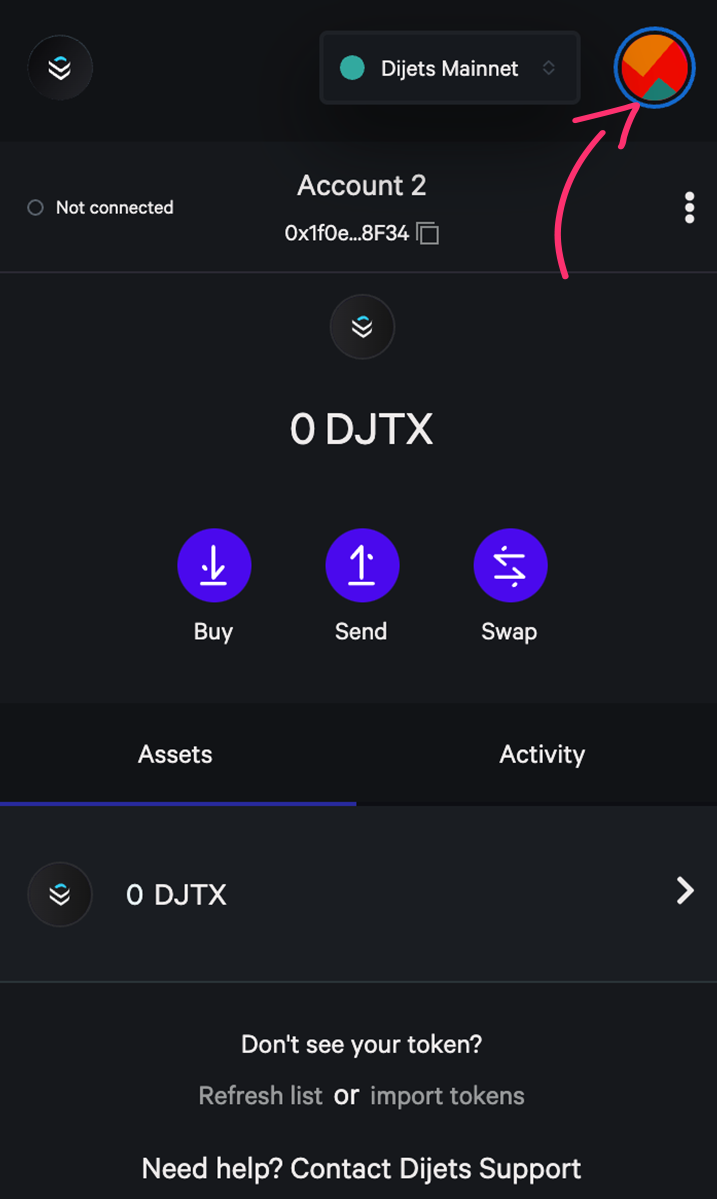 Dijets Mainnet
Not connected
Account 2
0x1f0e...8F34
0 DJTX
Buy
Send
Swap
Assets
Activity
0 DJTX
Don't see your token?
Refresh list or import tokens
Need help? Contact Dijets Support